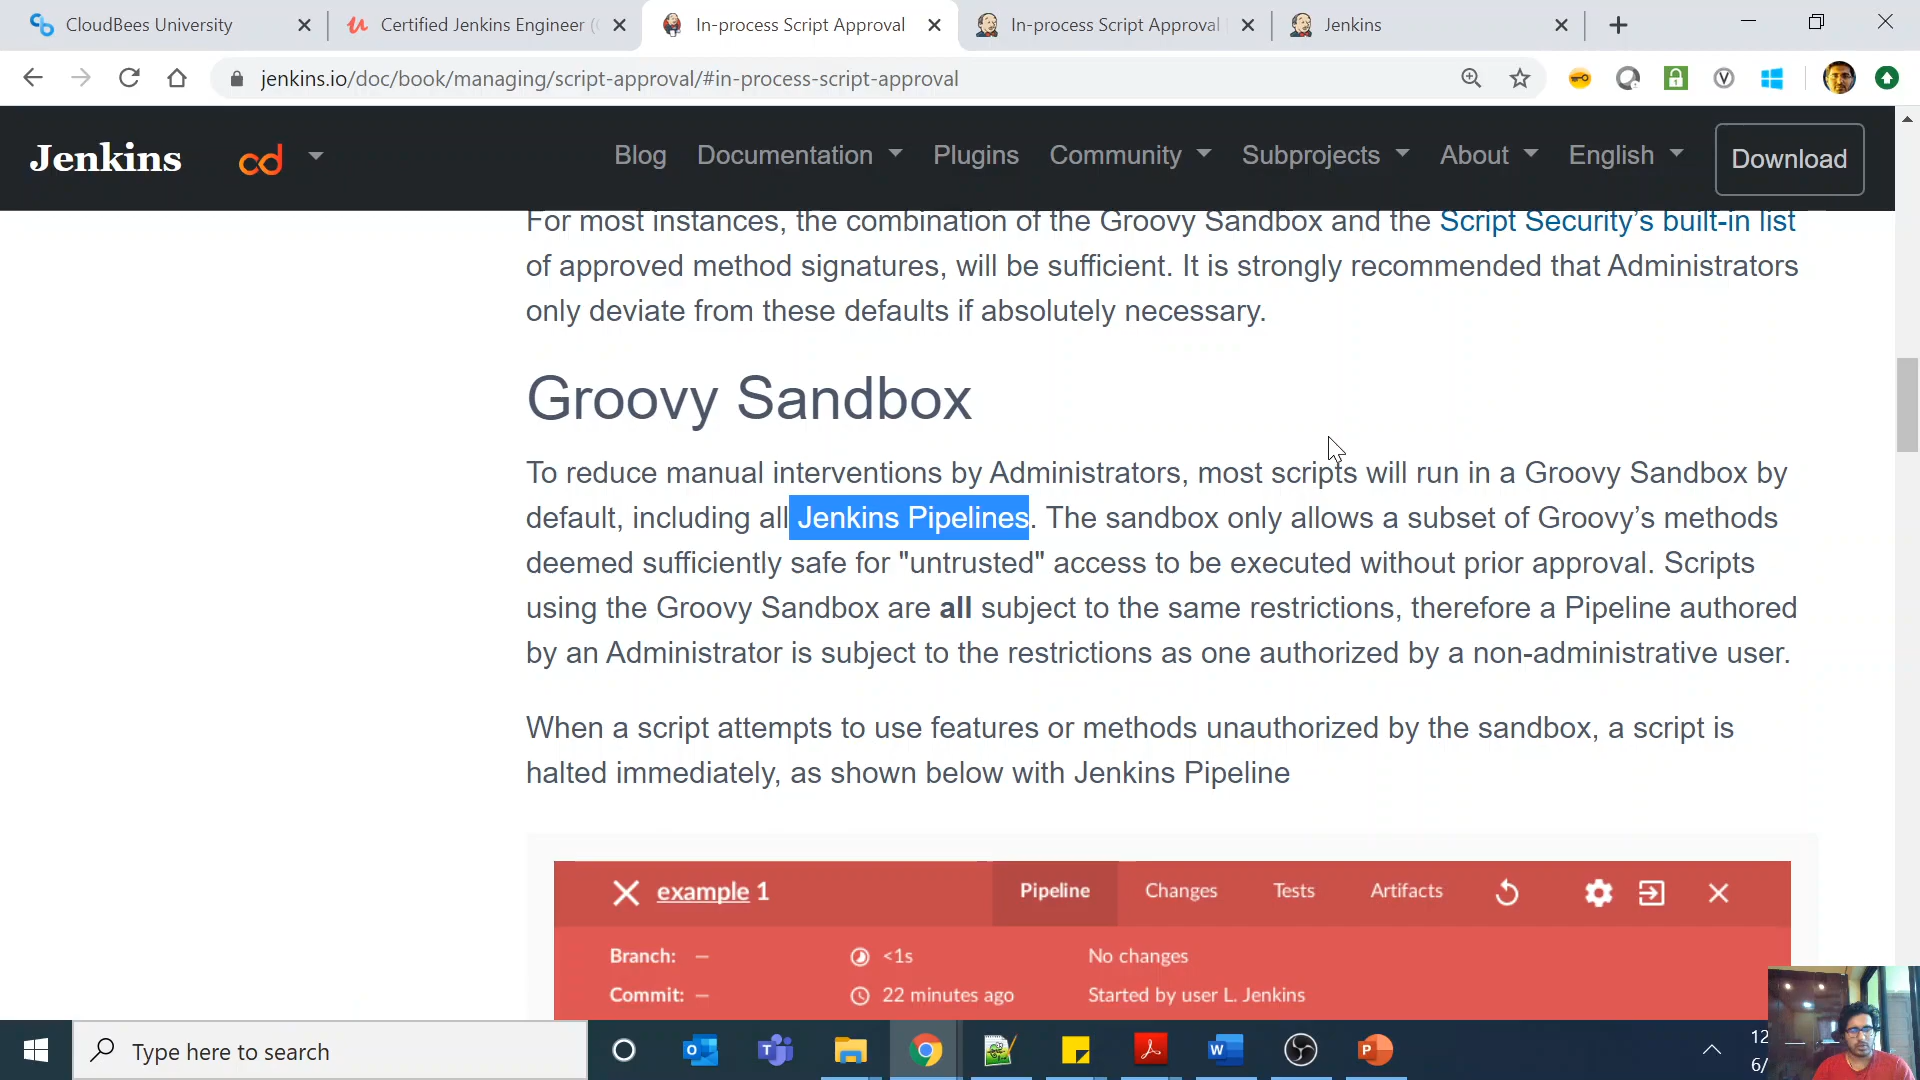 CloudBees University
Certified Jenkins Engineer (
In-process Script Approval
In-process Script Approval
Jenkins
jenkins.io/doc/book/managing/script-approval/#in-process-script-approval
Jenkins
cd
Blog
Documentation
Plugins
Community
Subprojects
About
English
Download
For most instances, the combination of the Groovy Sandbox and the Script Security's built-in list
of approved method signatures, will be sufficient. It is strongly recommended that Administrators
only deviate from these defaults if absolutely necessary.
Groovy Sandbox
To reduce manual interventions by Administrators, most scripts will run in a Groovy Sandbox by
default, including all Jenkins Pipelines. The sandbox only allows a subset of Groovy's methods
deemed sufficiently safe for "untrusted" access to be executed without prior approval. Scripts
using the Groovy Sandbox are all subject to the same restrictions, therefore a Pipeline authored
by an Administrator is subject to the restrictions as one authorized by a non-administrative user.
When a script attempts to use features or methods unauthorized by the sandbox, a script is
halted immediately, as shown below with Jenkins Pipeline
example 1
Pipeline
Changes
Tests
Artifacts
Branch: —
<1s
No changes
Commit: —
22 minutes ago
Started by user L. Jenkins
Type here to search
12
6/